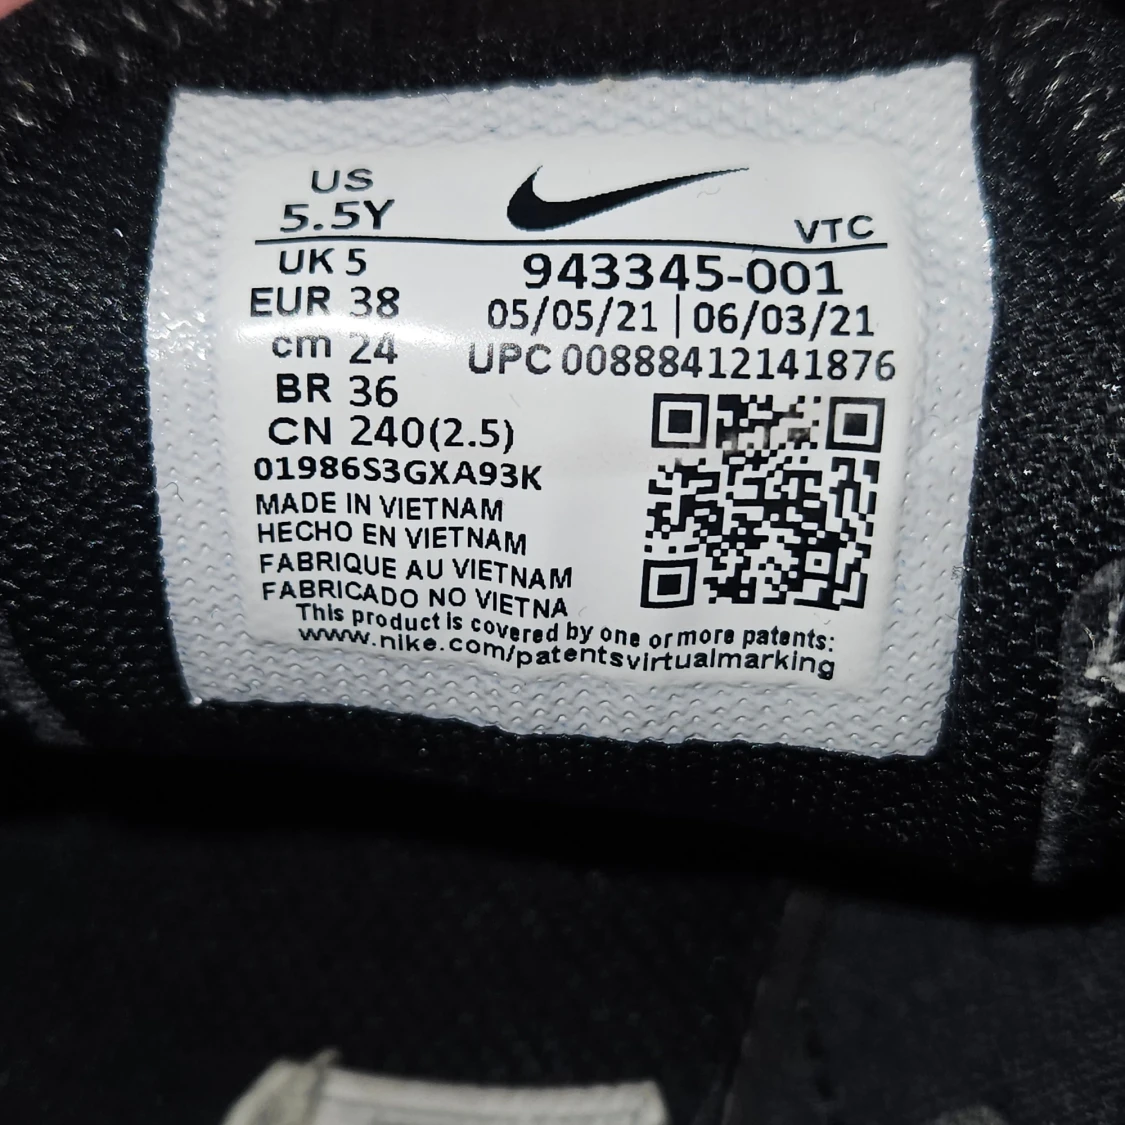 US
5.5Y
VTC
UK 5
943345-001
EUR 38
05/05/21 | 06/03/21
cm 24
UPC 00888412141876
BR 36
CN 240(2.5)
01986S3GXA93K
MADE IN VIETNAM
HECHO EN VIETNAM
FABRIQUE AU VIETNAM
FABRICADO NO VIETNA
This product is covered by one or more patents:
www.nike.com/patentsvirtualmarking